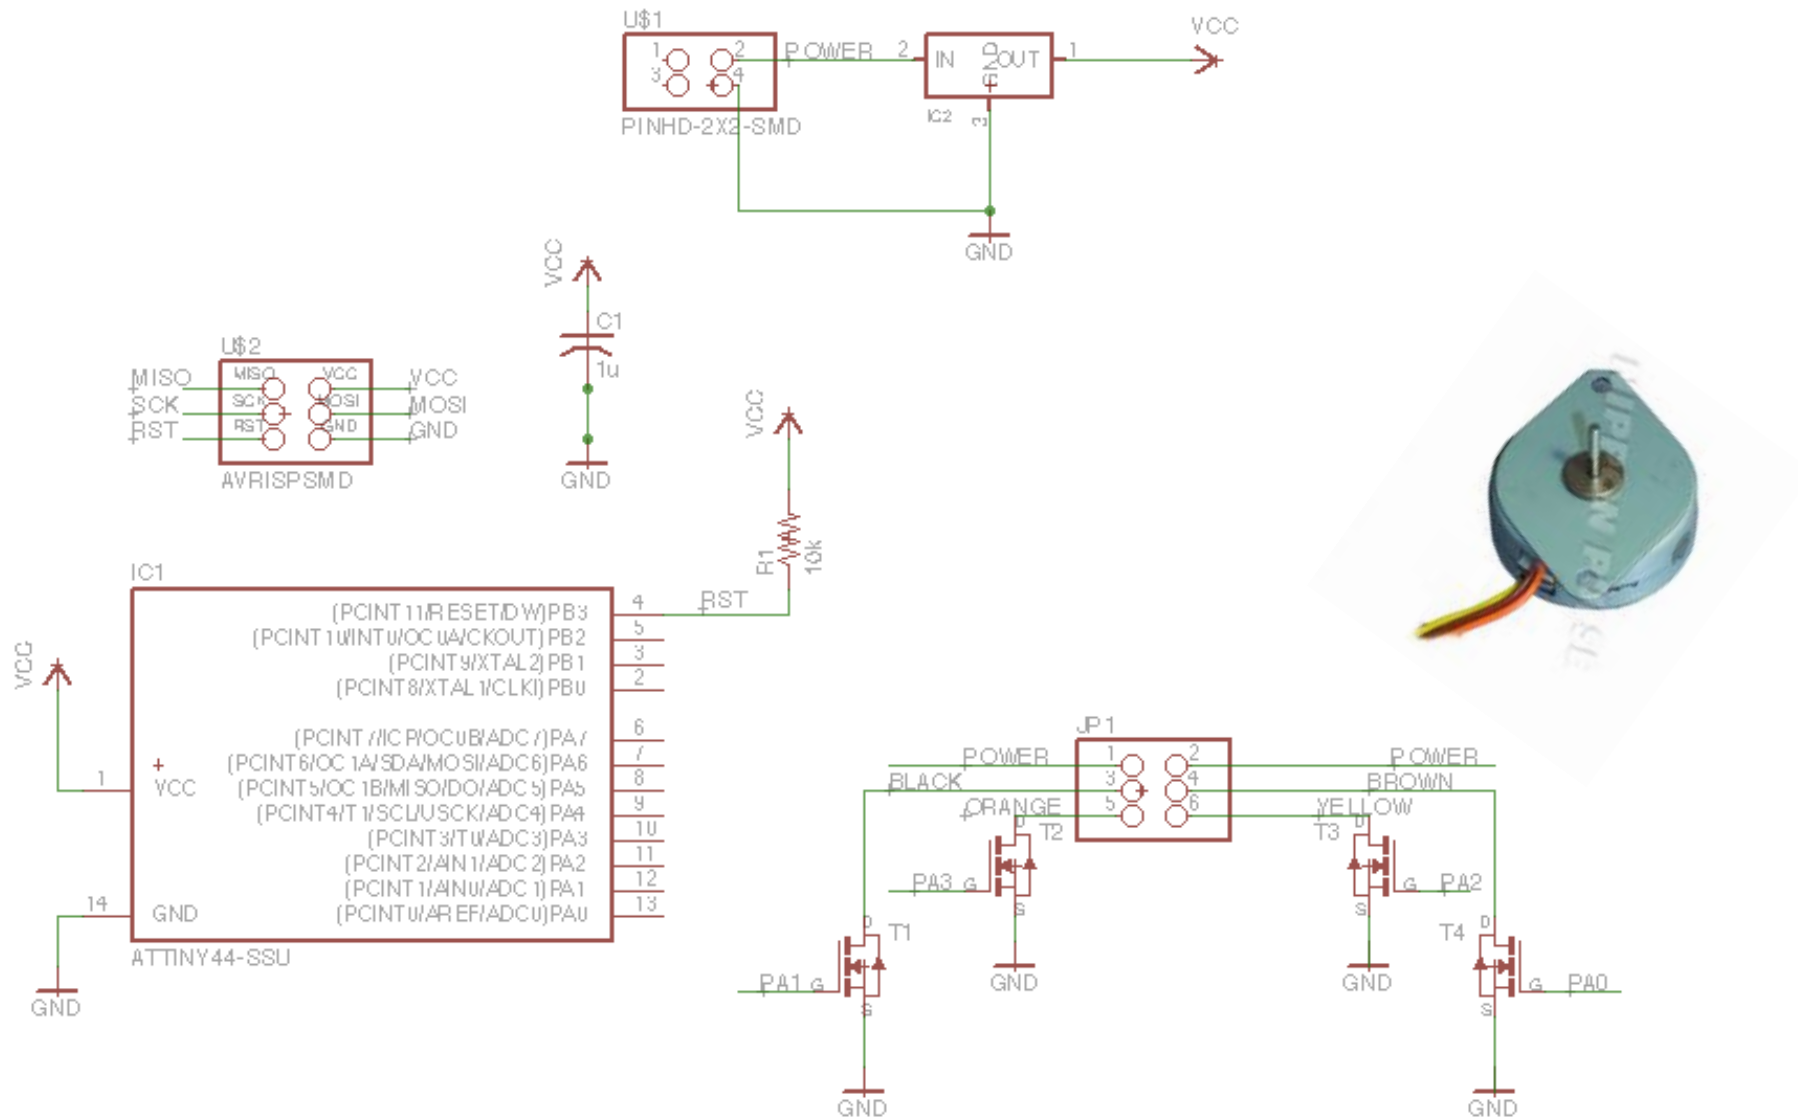 U$1
VCC
1 2 POWER 2 IN GND OUT 1
3 4
IC2 3
PINHD-2X2-SMD
GND
VCC
C1
1u
GND
U$2
MISO MISO VCC VCC
SCK SCK MOSI MOSI
RST RST GND GND
AVRISPSMD
VCC
R1 10k
RST
IC1
(PCINT11/RESET/DW)PB3 4
(PCINT10/INT0/OC0A/CKOUT)PB2 5
(PCINT9/XTAL2)PB1 3
(PCINT8/XTAL1/CLKI)PB0 2
(PCINT7/ICP/OC0B/ADC7)PA7 6
(PCINT6/OC1A/SDA/MOSI/ADC6)PA6 7
1 VCC (PCINT5/OC1B/MISO/DO/ADC5)PA5 8
(PCINT4/T1/SCL/USCK/ADC4)PA4 9
(PCINT3/T0/ADC3)PA3 10
(PCINT2/AIN1/ADC2)PA2 11
(PCINT1/AIN0/ADC1)PA1 12
14 GND (PCINT0/AREF/ADC0)PA0 13
ATTINY44-SSU
VCC
GND
JP1
POWER 1 2 POWER
BLACK 3 4 BROWN
ORANGE 5 6 YELLOW
D T2 T3 D
PA3 G G PA2
S S
GND GND
D T1 T4 D
PA1 G G PA0
S S
GND GND